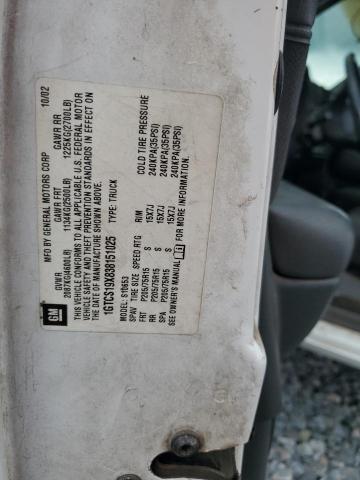 GM
MFD BY GENERAL MOTORS CORP 10/02
GVWR GAWR FRT GAWR RR
2087KG(4600LB) 1134KG(2500LB) 1225KG(2700LB)
THIS VEHICLE CONFORMS TO ALL APPLICABLE U.S. FEDERAL MOTOR
VEHICLE SAFETY AND THEFT PREVENTION STANDARDS IN EFFECT ON
THE DATE OF MANUFACTURE SHOWN ABOVE.
1GTCS19X638151025 TYPE: TRUCK
MODEL: S10653
SPAV TIRE SIZE SPEED RTG RIM COLD TIRE PRESSURE
FRT P205/75R15 S 15X7J 240KPA(35PSI)
RR P205/75R15 S 15X7J 240KPA(35PSI)
SPA P205/75R15 S 15X7J 240KPA(35PSI)
SEE OWNER'S MANUAL FOR MORE INFORMATION.